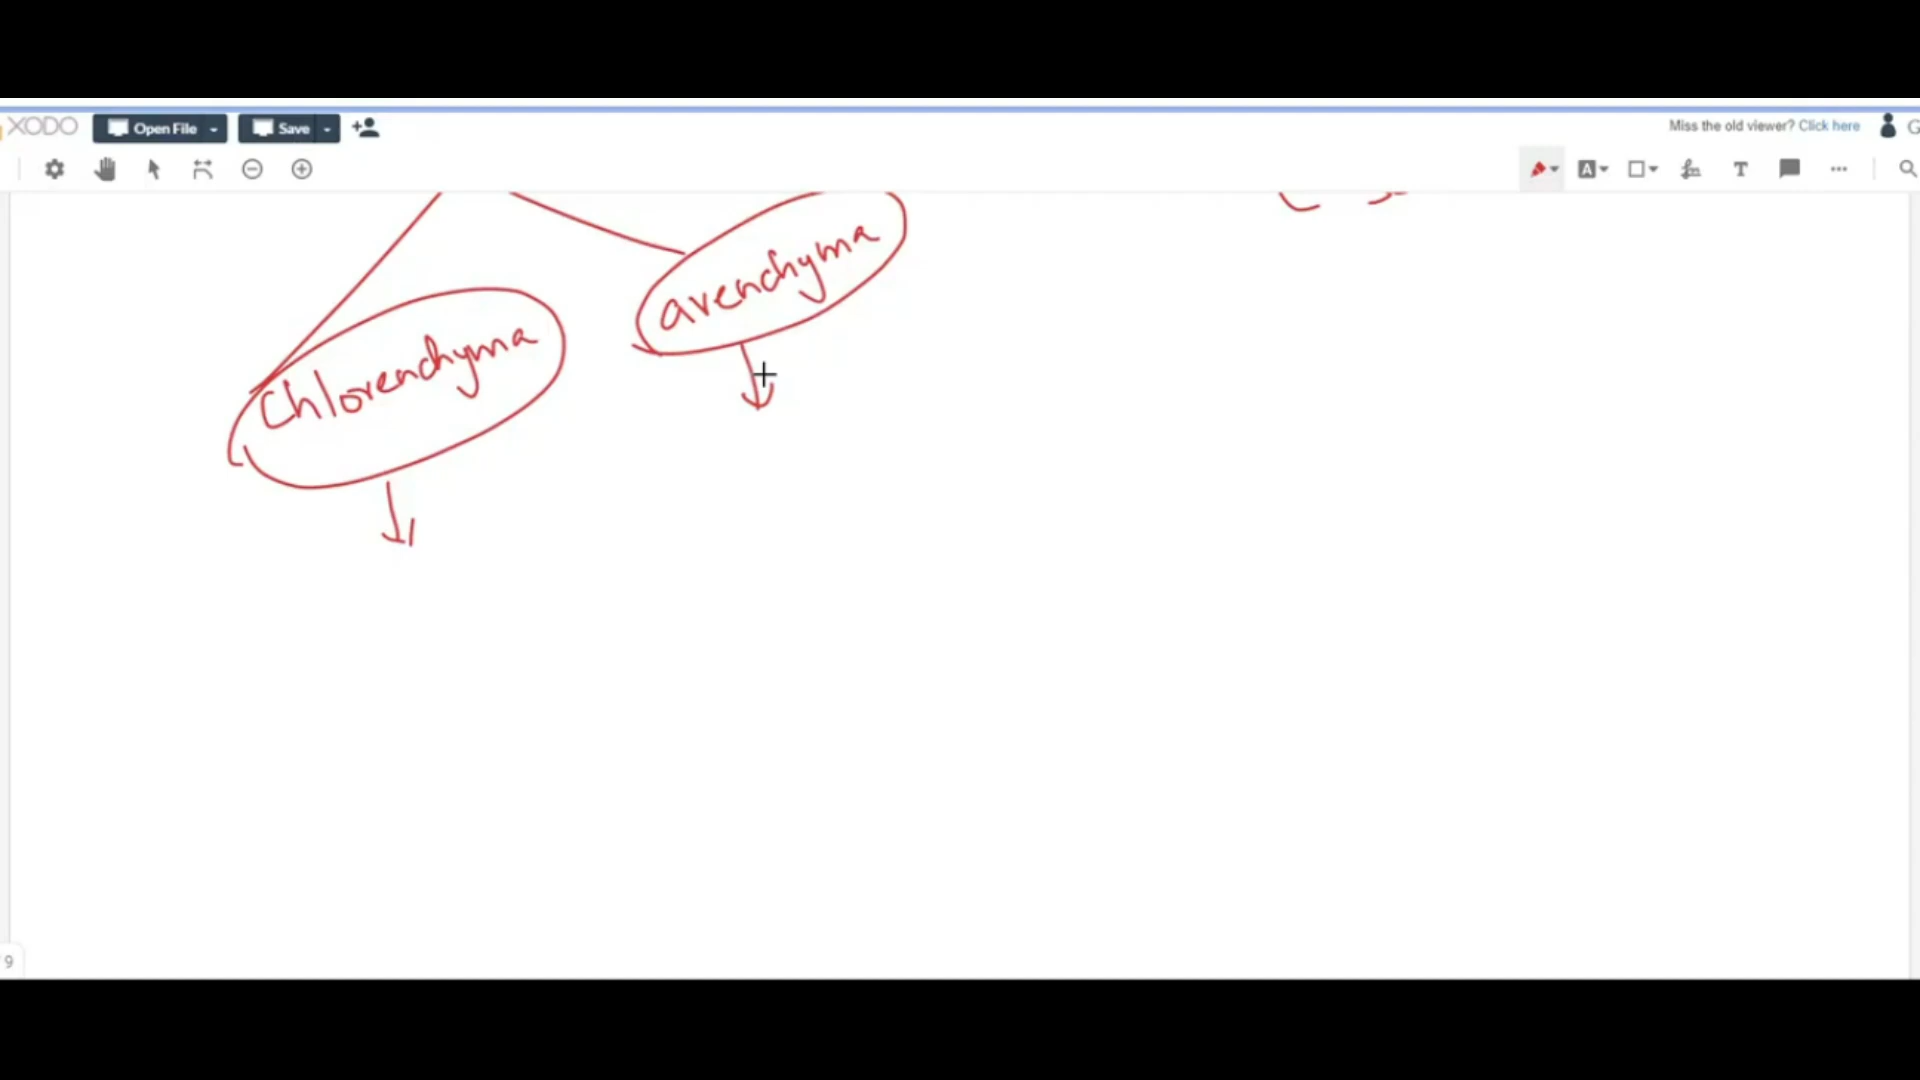 XODO Open File Save Miss the old viewer? Click here G
A T
arenchyma
Chlorenchyma
9